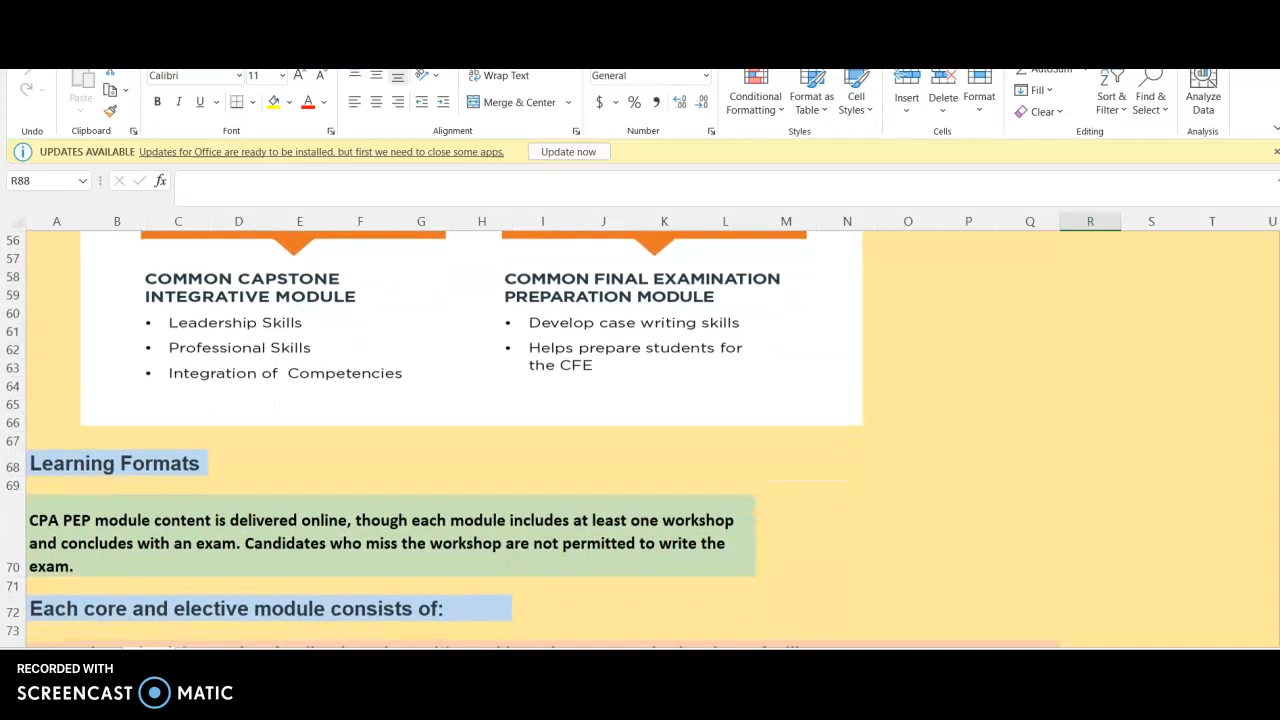 Calibri 11 A A Wrap Text General
Paste B I U A Merge & Center $ % Conditional Formatting Format as Table Cell Styles Insert Delete Format AutoSum Fill Clear Sort & Filter Find & Select Analyze Data
Undo Clipboard Font Alignment Number Styles Cells Editing Analysis
UPDATES AVAILABLE Updates for Office are ready to be installed, but first we need to close some apps. Update now
R88 fx
A B C D E F G H I J K L M N O P Q R S T U
56
57
58
59
60
61
62
63
64
65
66
67
68
69
70
71
72
73
COMMON CAPSTONE
INTEGRATIVE MODULE
• Leadership Skills
• Professional Skills
• Integration of Competencies
COMMON FINAL EXAMINATION
PREPARATION MODULE
• Develop case writing skills
• Helps prepare students for
the CFE
Learning Formats
CPA PEP module content is delivered online, though each module includes at least one workshop
and concludes with an exam. Candidates who miss the workshop are not permitted to write the
exam.
Each core and elective module consists of:
RECORDED WITH
SCREENCAST MATIC